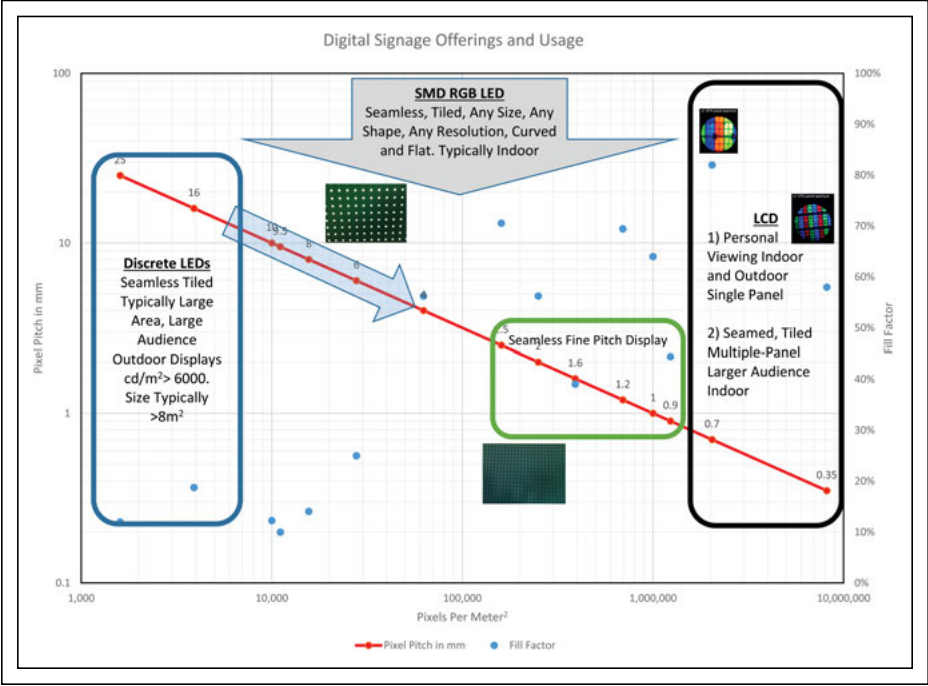 Digital Signage Offerings and Usage
100
10
1
0.1
Pixel Pitch in mm
100%
90%
80%
70%
60%
50%
40%
30%
20%
10%
0%
Fill Factor
SMD RGB LED
Seamless, Tiled, Any Size, Any
Shape, Any Resolution, Curved
and Flat. Typically Indoor
25
16
10
9.5
8
6
4
2.5
2
1.6
1.2
1
0.9
0.7
0.35
Discrete LEDs
Seamless Tiled
Typically Large
Area, Large
Audience
Outdoor Displays
cd/m²> 6000.
Size Typically
>8m²
Seamless Fine Pitch Display
LCD
1) Personal
Viewing Indoor
and Outdoor
Single Panel
2) Seamed, Tiled
Multiple-Panel
Larger Audience
Indoor
1,000
10,000
100,000
1,000,000
10,000,000
Pixels Per Meter²
Pixel Pitch in mm
Fill Factor